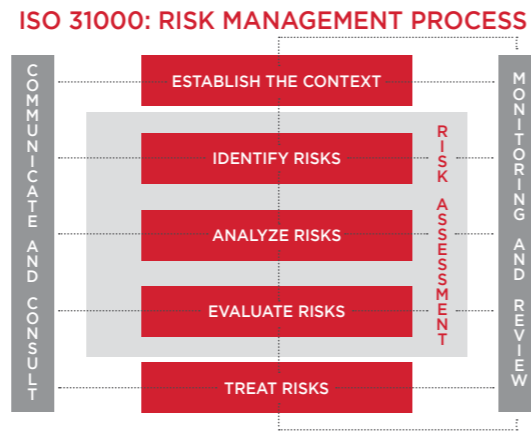 ISO 31000: RISK MANAGEMENT PROCESS
COMMUNICATE AND CONSULT
ESTABLISH THE CONTEXT
IDENTIFY RISKS
ANALYZE RISKS
EVALUATE RISKS
TREAT RISKS
RISK ASSESSMENT
MONITORING AND REVIEW